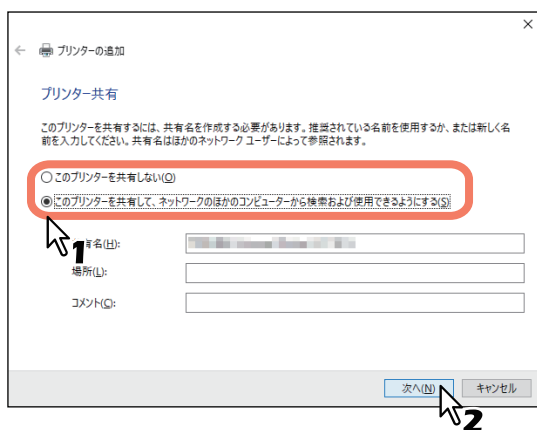 プリンターの追加
プリンター共有
このプリンターを共有するには、共有名を作成する必要があります。推奨されている名前を使用するか、または新しく名
前を入力してください。共有名はほかのネットワーク ユーザーによって参照されます。
このプリンターを共有しない(O)
このプリンターを共有して、ネットワークのほかのコンピューターから検索および使用できるようにする(S)
1
有名(H):
場所(L):
コメント(C):
次へ(N)
キャンセル
2